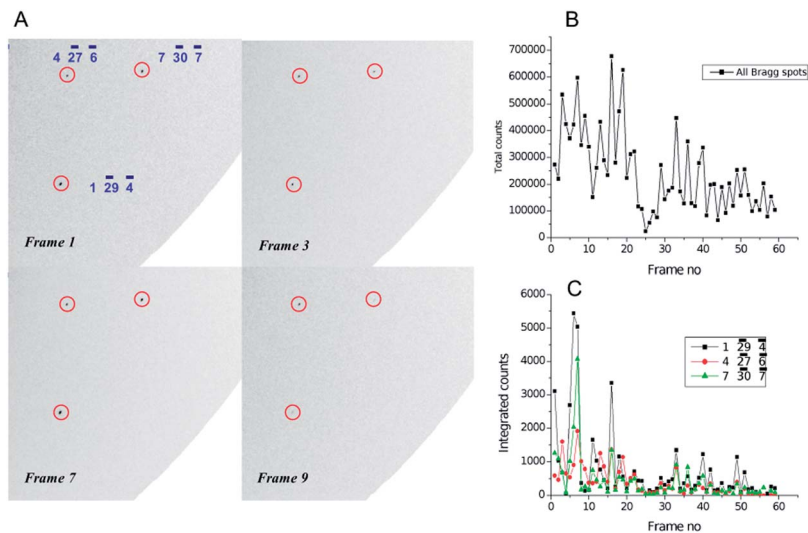 A
4 27 6
7 30 7
1 29 4
Frame 1
Frame 3
Frame 7
Frame 9
B
700000
600000
500000
400000
300000
200000
100000
0
Total counts
All Bragg spots
0 10 20 30 40 50 60
Frame no
C
6000
5000
4000
3000
2000
1000
0
Integrated counts
1 29 4
4 27 6
7 30 7
0 10 20 30 40 50 60
Frame no